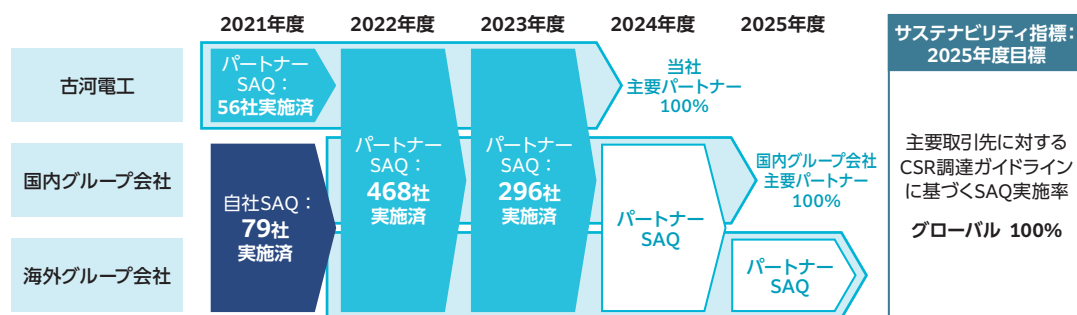 2021年度
2022年度
2023年度
2024年度
2025年度
古河電工
国内グループ会社
海外グループ会社
パートナー
SAQ：
56社実施済
自社SAQ：
79社
実施済
パートナー
SAQ：
468社
実施済
パートナー
SAQ：
296社
実施済
当社
主要パートナー
100%
パートナー
SAQ
国内グループ会社
主要パートナー
100%
パートナー
SAQ
サステナビリティ指標：
2025年度目標
主要取引先に対する
CSR調達ガイドライン
に基づくSAQ実施率
グローバル 100%